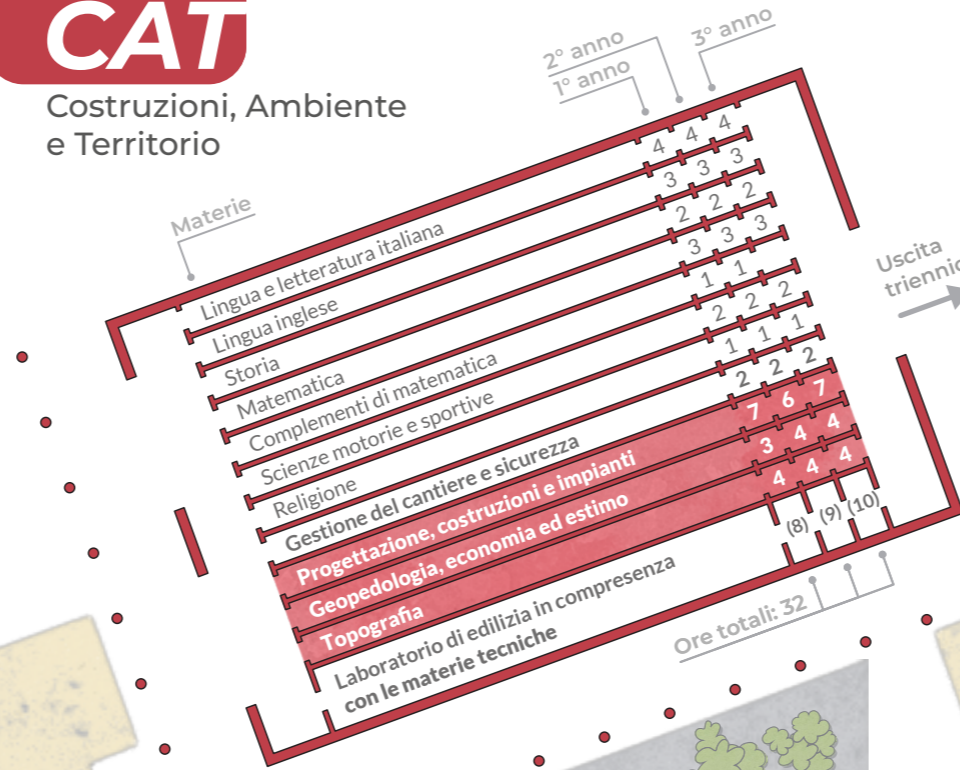 CAT
Costruzioni, Ambiente
e Territorio
Materie
1° anno
2° anno
3° anno
Lingua e letteratura italiana 4 4 4
Lingua inglese 3 3 3
Storia 2 2 2
Matematica 3 3 3
Complementi di matematica 1 1
Scienze motorie e sportive 2 2 2
Religione 1 1 1
Gestione del cantiere e sicurezza 2 2 2
Progettazione, costruzioni e impianti 7 6 7
Geopedologia, economia ed estimo 3 4 4
Topografia 4 4 4
Laboratorio di edilizia in compresenza
con le materie tecniche (8) (9) (10)
Ore totali: 32
Uscita